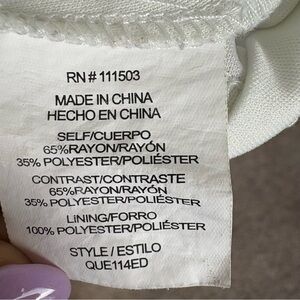 RN # 111503
MADE IN CHINA
HECHO EN CHINA
SELF/CUERPO
65%RAYON/RAYÓN
35% POLYESTER/POLIÉSTER
CONTRAST/CONTRASTE
65%RAYON/RAYÓN
35% POLYESTER/POLIÉSTER
LINING/FORRO
100% POLYESTER/POLIÉSTER
STYLE / ESTILO
QUE114ED